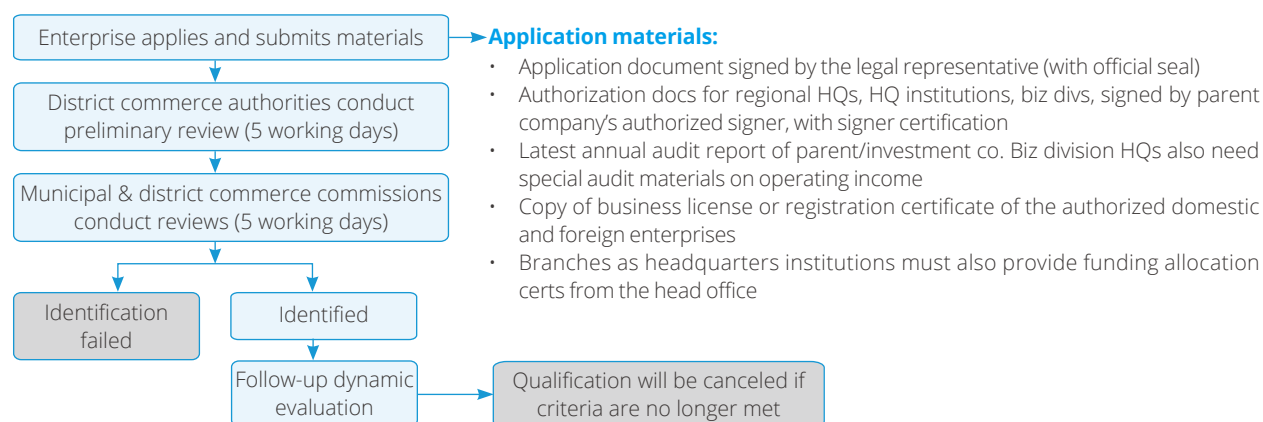 Enterprise applies and submits materials
District commerce authorities conduct
preliminary review (5 working days)
Municipal & district commerce commissions
conduct reviews (5 working days)
Identification
failed
Identified
Follow-up dynamic
evaluation
Qualification will be canceled if
criteria are no longer met
Application materials:
• Application document signed by the legal representative (with official seal)
• Authorization docs for regional HQs, HQ institutions, biz divs, signed by parent
company's authorized signer, with signer certification
• Latest annual audit report of parent/investment co. Biz division HQs also need
special audit materials on operating income
• Copy of business license or registration certificate of the authorized domestic
and foreign enterprises
• Branches as headquarters institutions must also provide funding allocation
certs from the head office